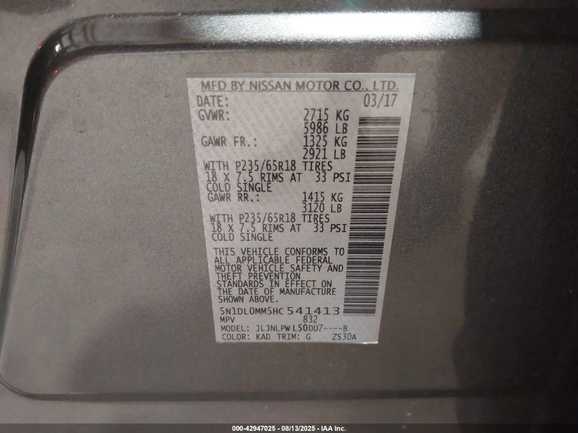 MFD BY NISSAN MOTOR CO., LTD.
DATE: 03/17
GVWR: 2715 KG
5986 LB
GAWR FR.: 1325 KG
2921 LB
WITH P235/65R18 TIRES
18 X 7.5 RIMS AT 33 PSI
COLD SINGLE
GAWR RR.: 1415 KG
3120 LB
WITH P235/65R18 TIRES
18 X 7.5 RIMS AT 33 PSI
COLD SINGLE
THIS VEHICLE CONFORMS TO
ALL APPLICABLE FEDERAL
MOTOR VEHICLE SAFETY AND
THEFT PREVENTION
STANDARDS IN EFFECT ON
THE DATE OF MANUFACTURE
SHOWN ABOVE.
5N1DL0MM5HC541413
MPV 832
MODEL: JLJNLPWL50DU7----B
COLOR: KAD TRIM: G ZS30A
000-42947025 - 08/13/2025 - IAA Inc.